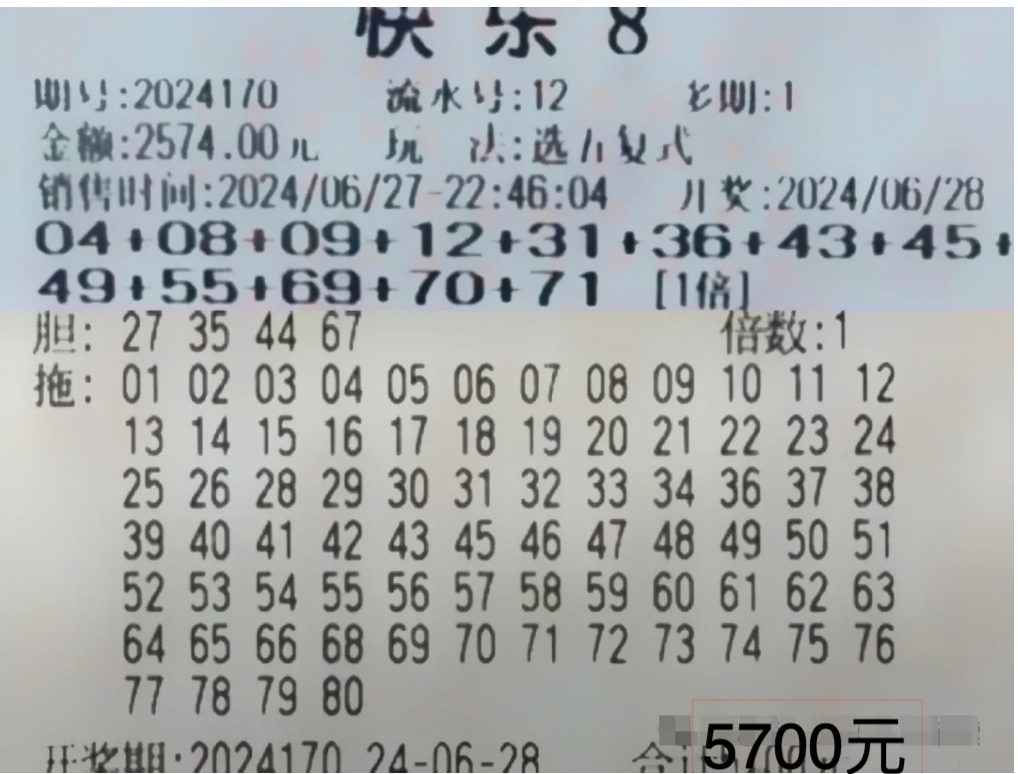 快乐8
期号:2024170 流水号:12 多期:1
金额:2574.00元 玩 法:选五复式
销售时间:2024/06/27-22:46:04 开奖:2024/06/28
04+08+09+12+31+36+43+45+
49+55+69+70+71 [1倍]
胆: 27 35 44 67 倍数:1
拖: 01 02 03 04 05 06 07 08 09 10 11 12
13 14 15 16 17 18 19 20 21 22 23 24
25 26 28 29 30 31 32 33 34 36 37 38
39 40 41 42 43 45 46 47 48 49 50 51
52 53 54 55 56 57 58 59 60 61 62 63
64 65 66 68 69 70 71 72 73 74 75 76
77 78 79 80
开奖期:2024170 24-06-28 合计 5700元